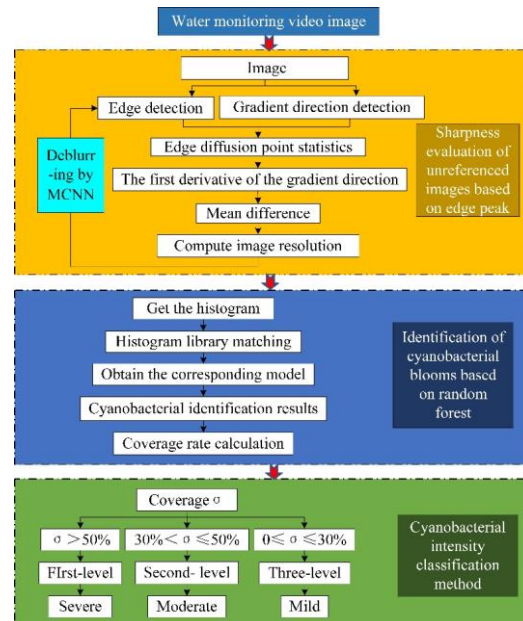 Water monitoring video image
Image
Edge detection
Gradient direction detection
Edge diffusion point statistics
The first derivative of the gradient direction
Mean difference
Compute image resolution
Deblurr
-ing by
MCNN
Sharpness
evaluation of
unreferenced
images based
on edge peak
Get the histogram
Histogram library matching
Obtain the corresponding model
Cyanobacterial identification results
Coverage rate calculation
Identification of
cyanobacterial
blooms based on
random
forest
Coverage σ
σ >50%
30%< σ ≤50%
0≤ σ ≤30%
FIrst-level
Second- level
Three-level
Severe
Moderate
Mild
Cyanobacterial
intensity
classification
method